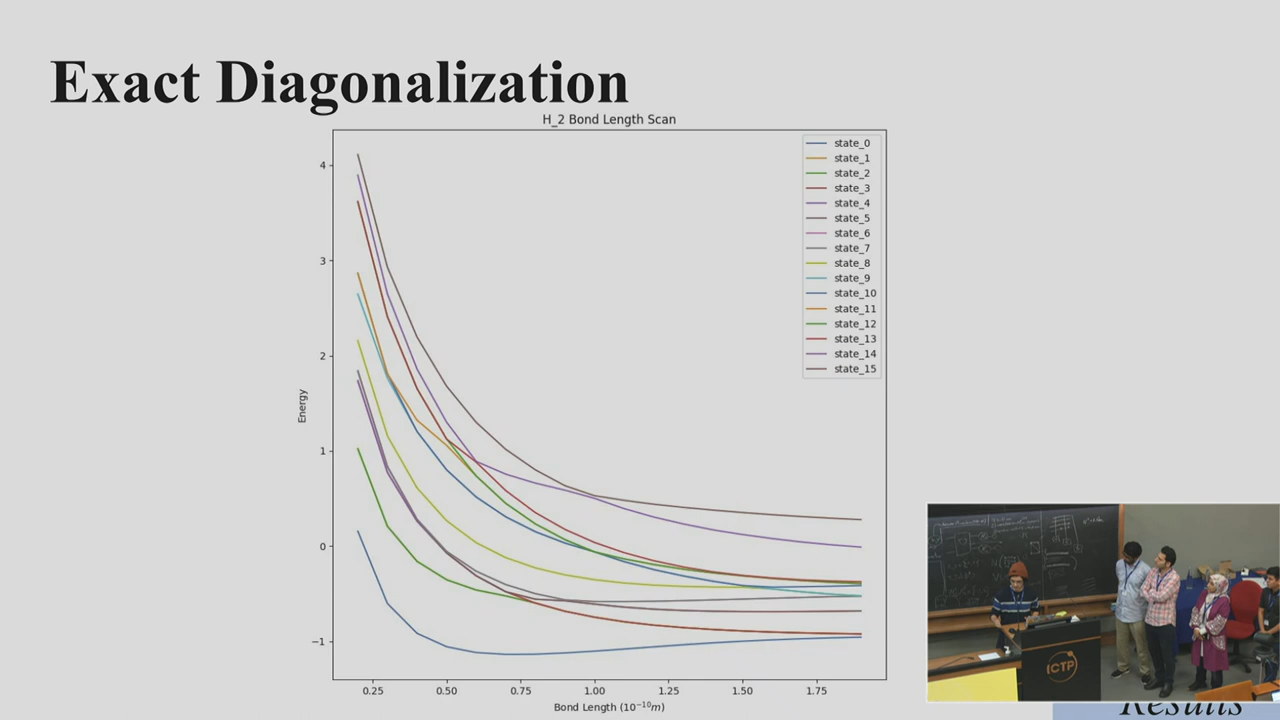 Exact Diagonalization
H_2 Bond Length Scan
state_0
state_1
state_2
state_3
state_4
state_5
state_6
state_7
state_8
state_9
state_10
state_11
state_12
state_13
state_14
state_15
4
3
2
1
0
−1
Energy
0.25 0.50 0.75 1.00 1.25 1.50 1.75
Bond Length (10⁻¹⁰m)
ICTP
Results